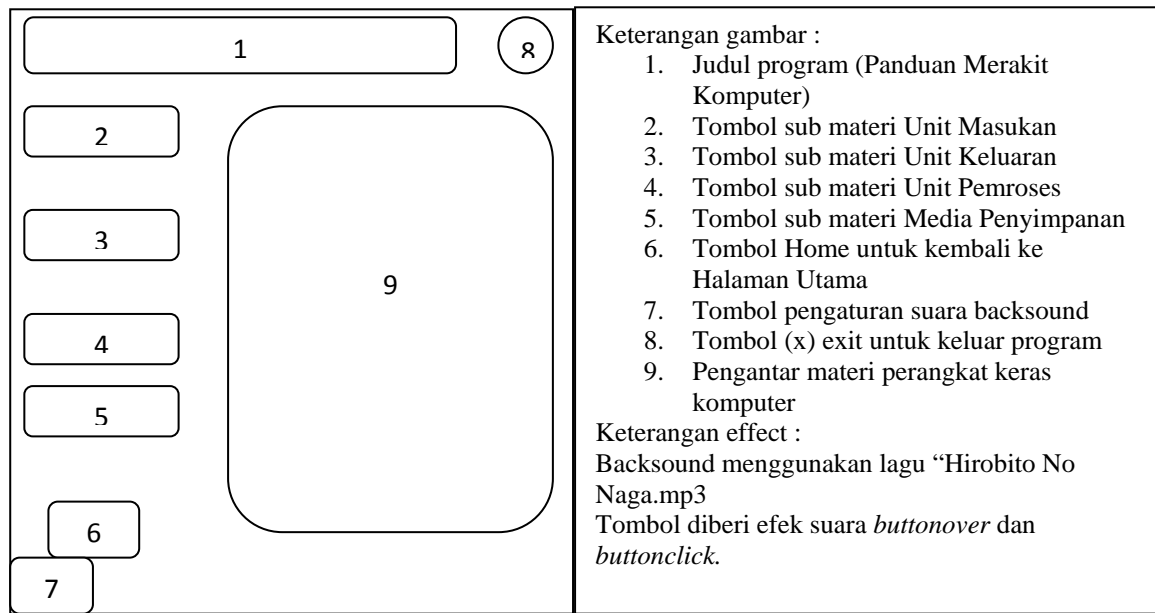 1
8
2
3
4
5
6
7
9
Keterangan gambar :
1. Judul program (Panduan Merakit
Komputer)
2. Tombol sub materi Unit Masukan
3. Tombol sub materi Unit Keluaran
4. Tombol sub materi Unit Pemroses
5. Tombol sub materi Media Penyimpanan
6. Tombol Home untuk kembali ke
Halaman Utama
7. Tombol pengaturan suara backsound
8. Tombol (x) exit untuk keluar program
9. Pengantar materi perangkat keras
komputer
Keterangan effect :
Backsound menggunakan lagu “Hirobito No
Naga.mp3
Tombol diberi efek suara buttonover dan
buttonclick.